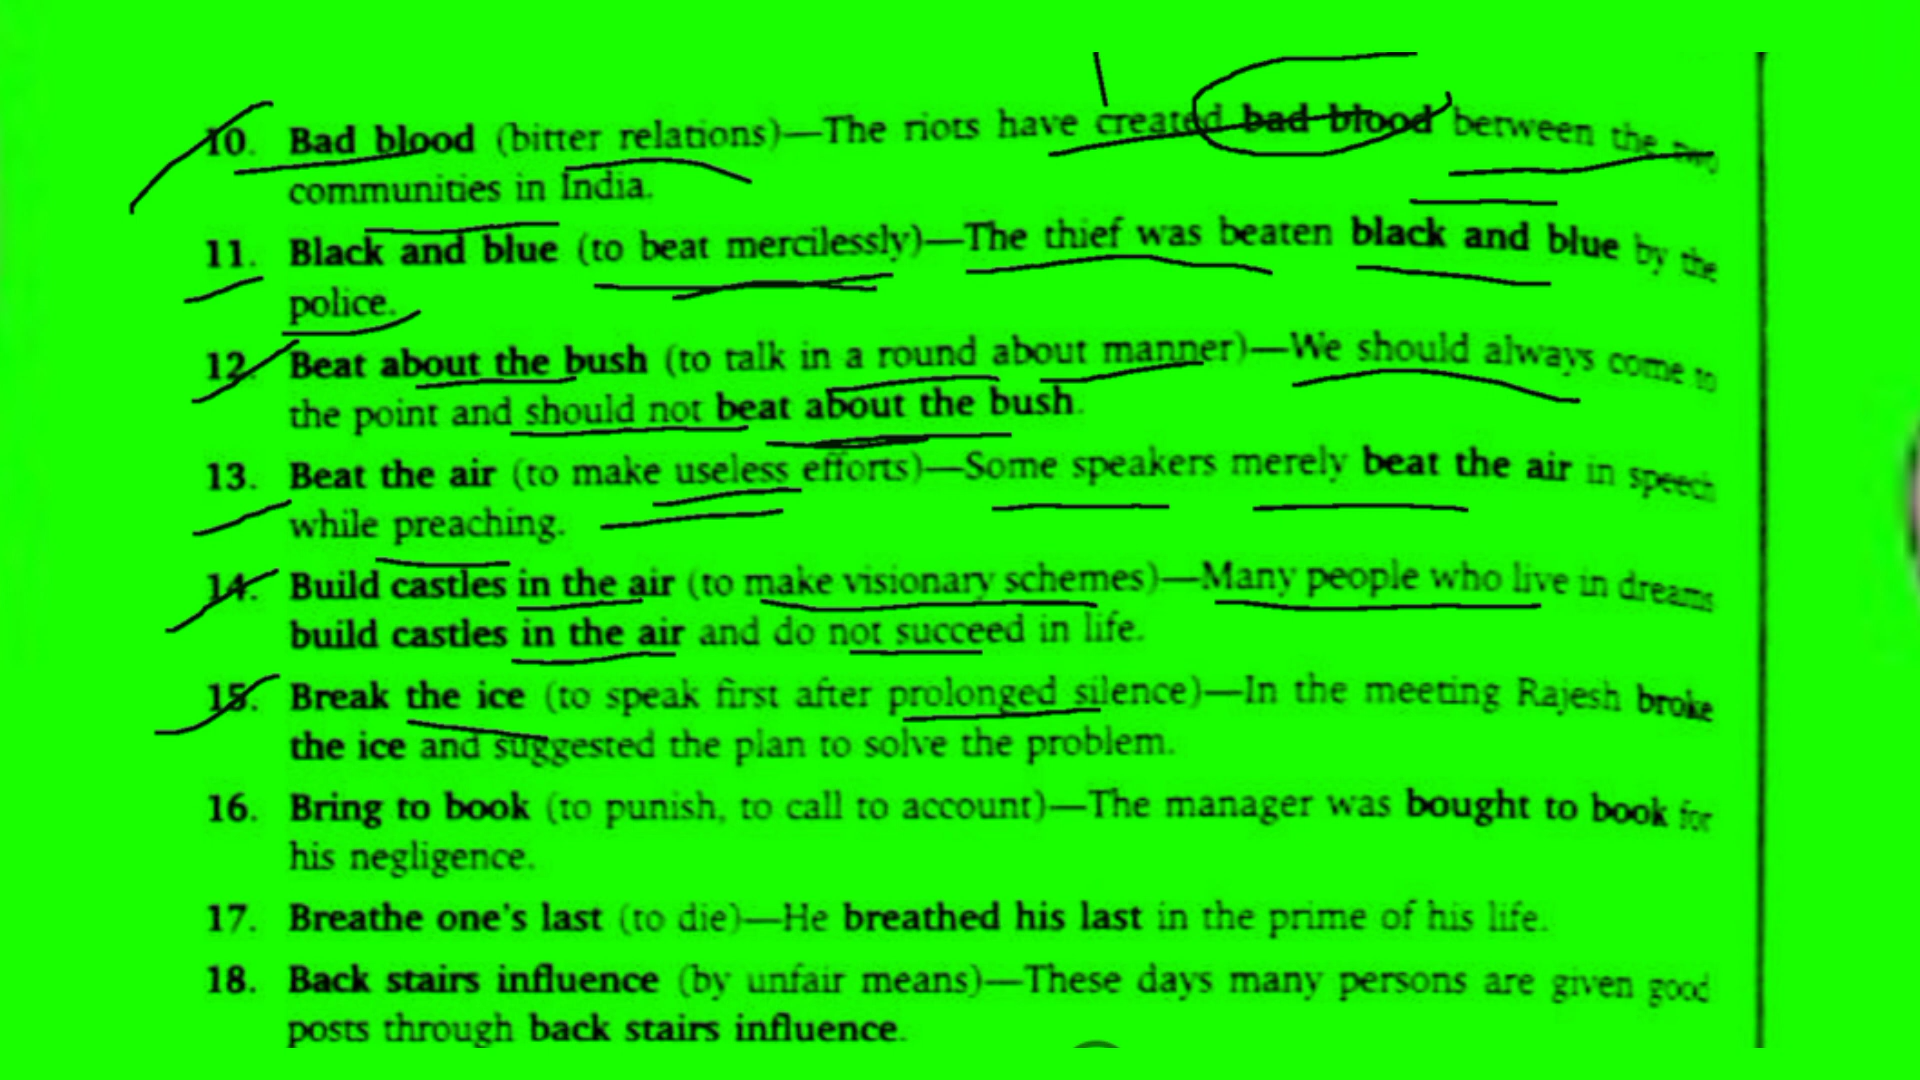 10. Bad blood (bitter relations)—The riots have created bad blood between the two
communities in India.
11. Black and blue (to beat mercilessly)—The thief was beaten black and blue by the
police.
12. Beat about the bush (to talk in a round about manner)—We should always come to
the point and should not beat about the bush.
13. Beat the air (to make useless efforts)—Some speakers merely beat the air in speech
while preaching.
14. Build castles in the air (to make visionary schemes)—Many people who live in dreams
build castles in the air and do not succeed in life.
15. Break the ice (to speak first after prolonged silence)—In the meeting Rajesh broke
the ice and suggested the plan to solve the problem.
16. Bring to book (to punish, to call to account)—The manager was bought to book for
his negligence.
17. Breathe one's last (to die)—He breathed his last in the prime of his life.
18. Back stairs influence (by unfair means)—These days many persons are given good
posts through back stairs influence.